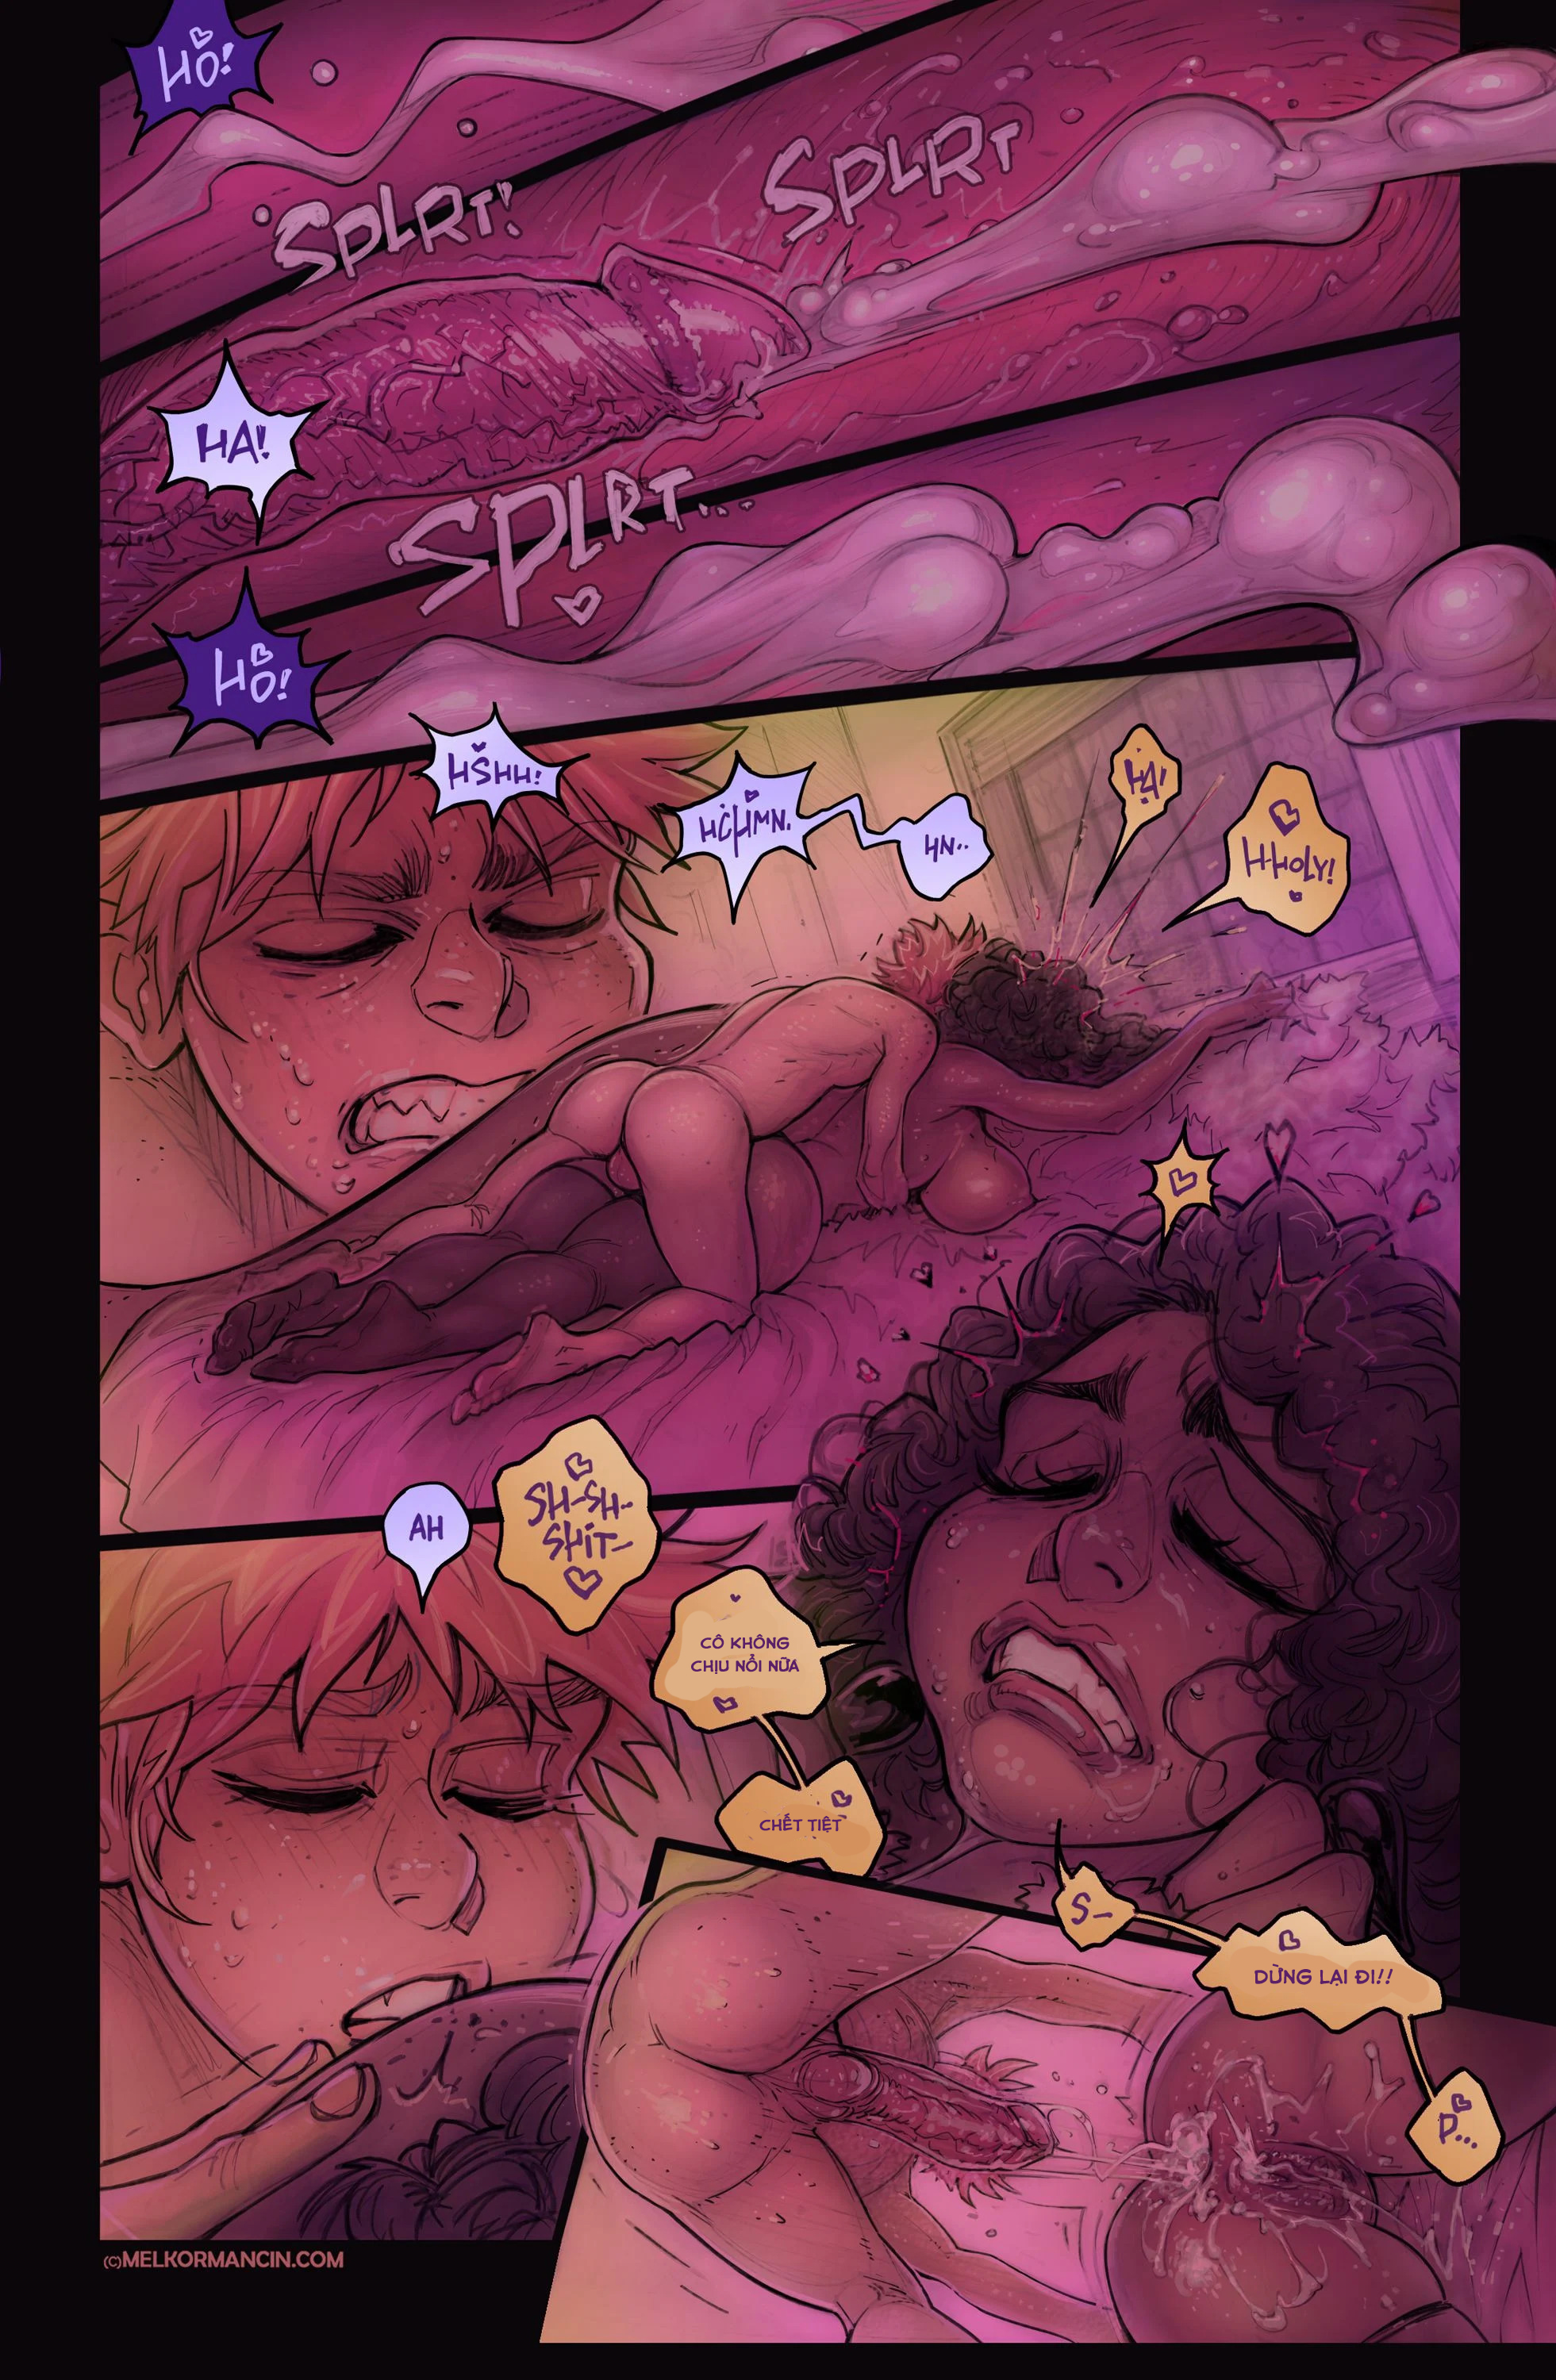 HO!
SPLRT!
SPLRT
HA!
SPLRT...
HO!
HSHH!
HCHMN.
HN..
HA!
H-HOLY!
AH
SH-SH-
SHIT-
CÔ KHÔNG
CHỊU NỔI NỮA
CHẾT TIỆT
S-
DỪNG LẠI ĐI!!
P...
(C)MELKORMANCIN.COM